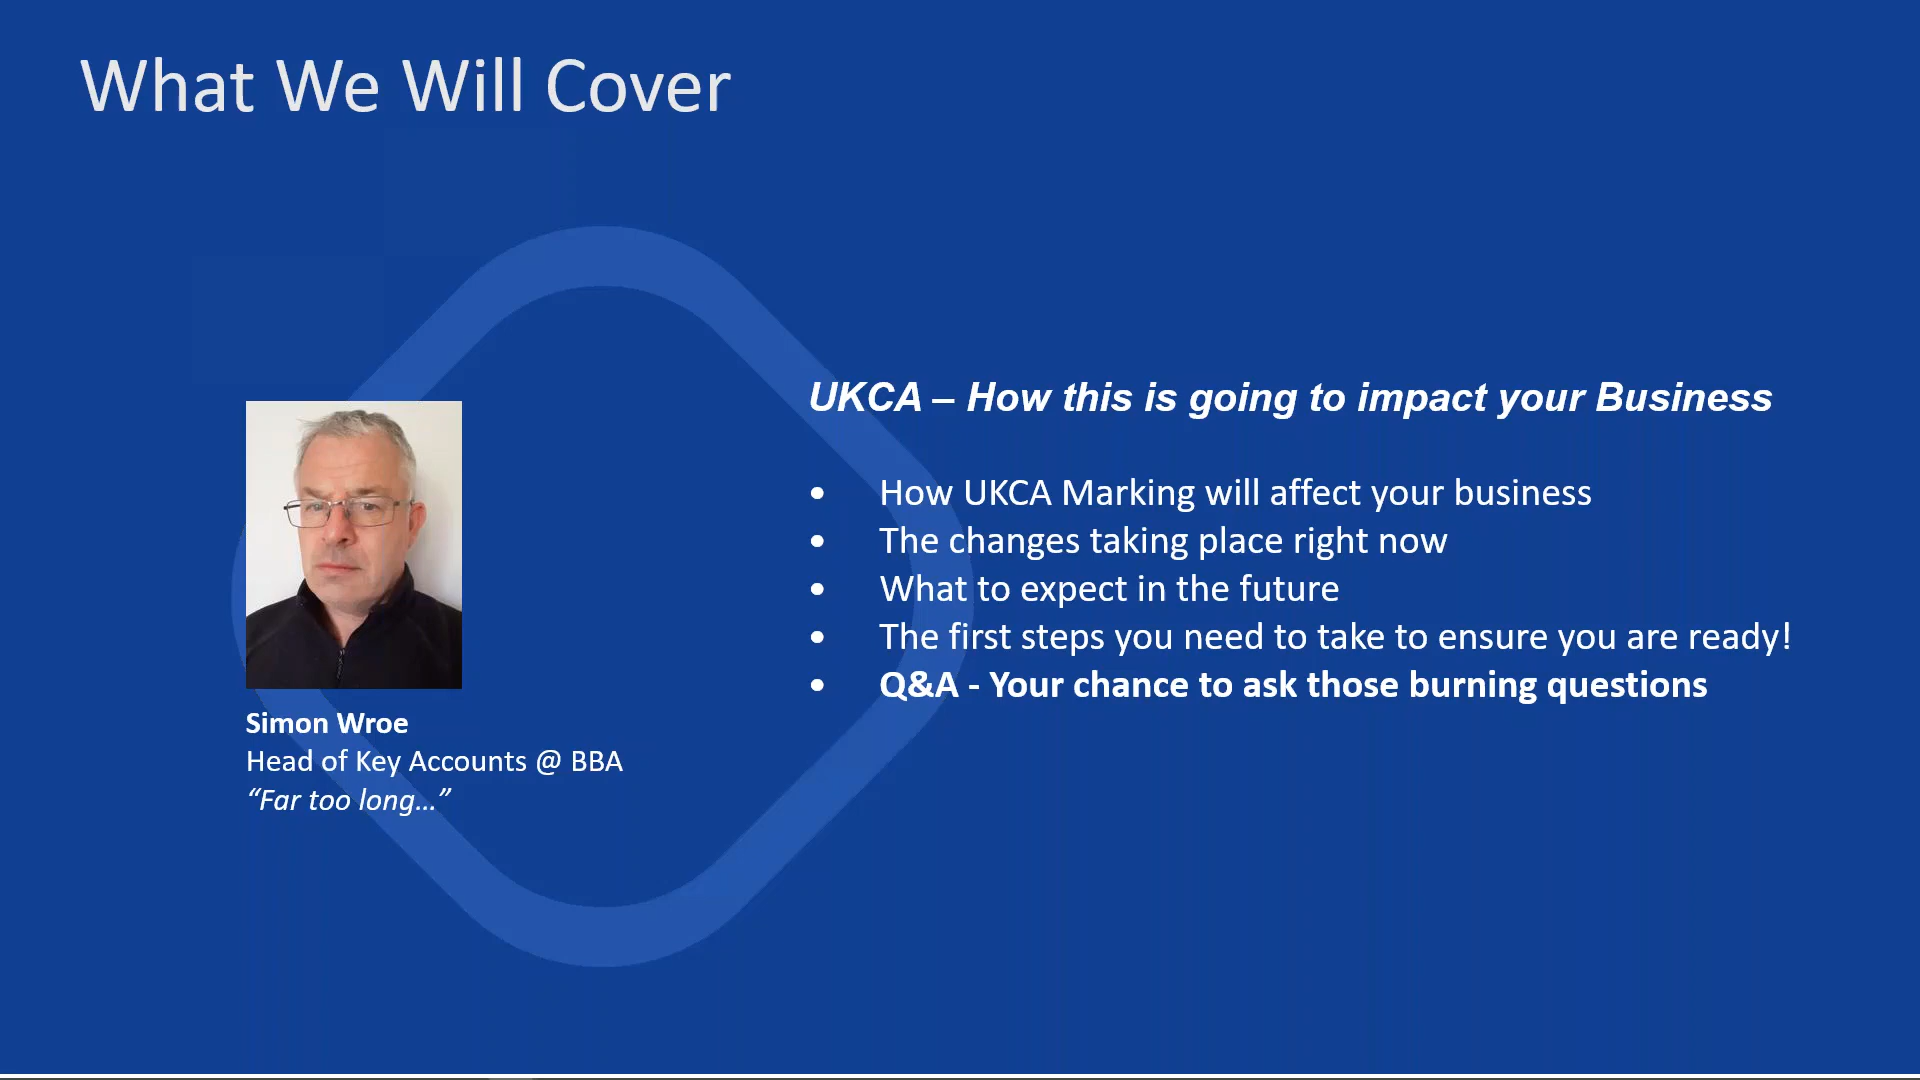 What We Will Cover
UKCA – How this is going to impact your Business
• How UKCA Marking will affect your business
• The changes taking place right now
• What to expect in the future
• The first steps you need to take to ensure you are ready!
• Q&A - Your chance to ask those burning questions
Simon Wroe
Head of Key Accounts @ BBA
“Far too long…”